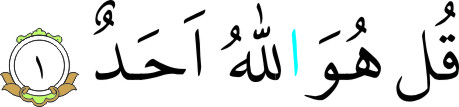 قُل هُوَ اللّٰهُ اَحَدٌ ١